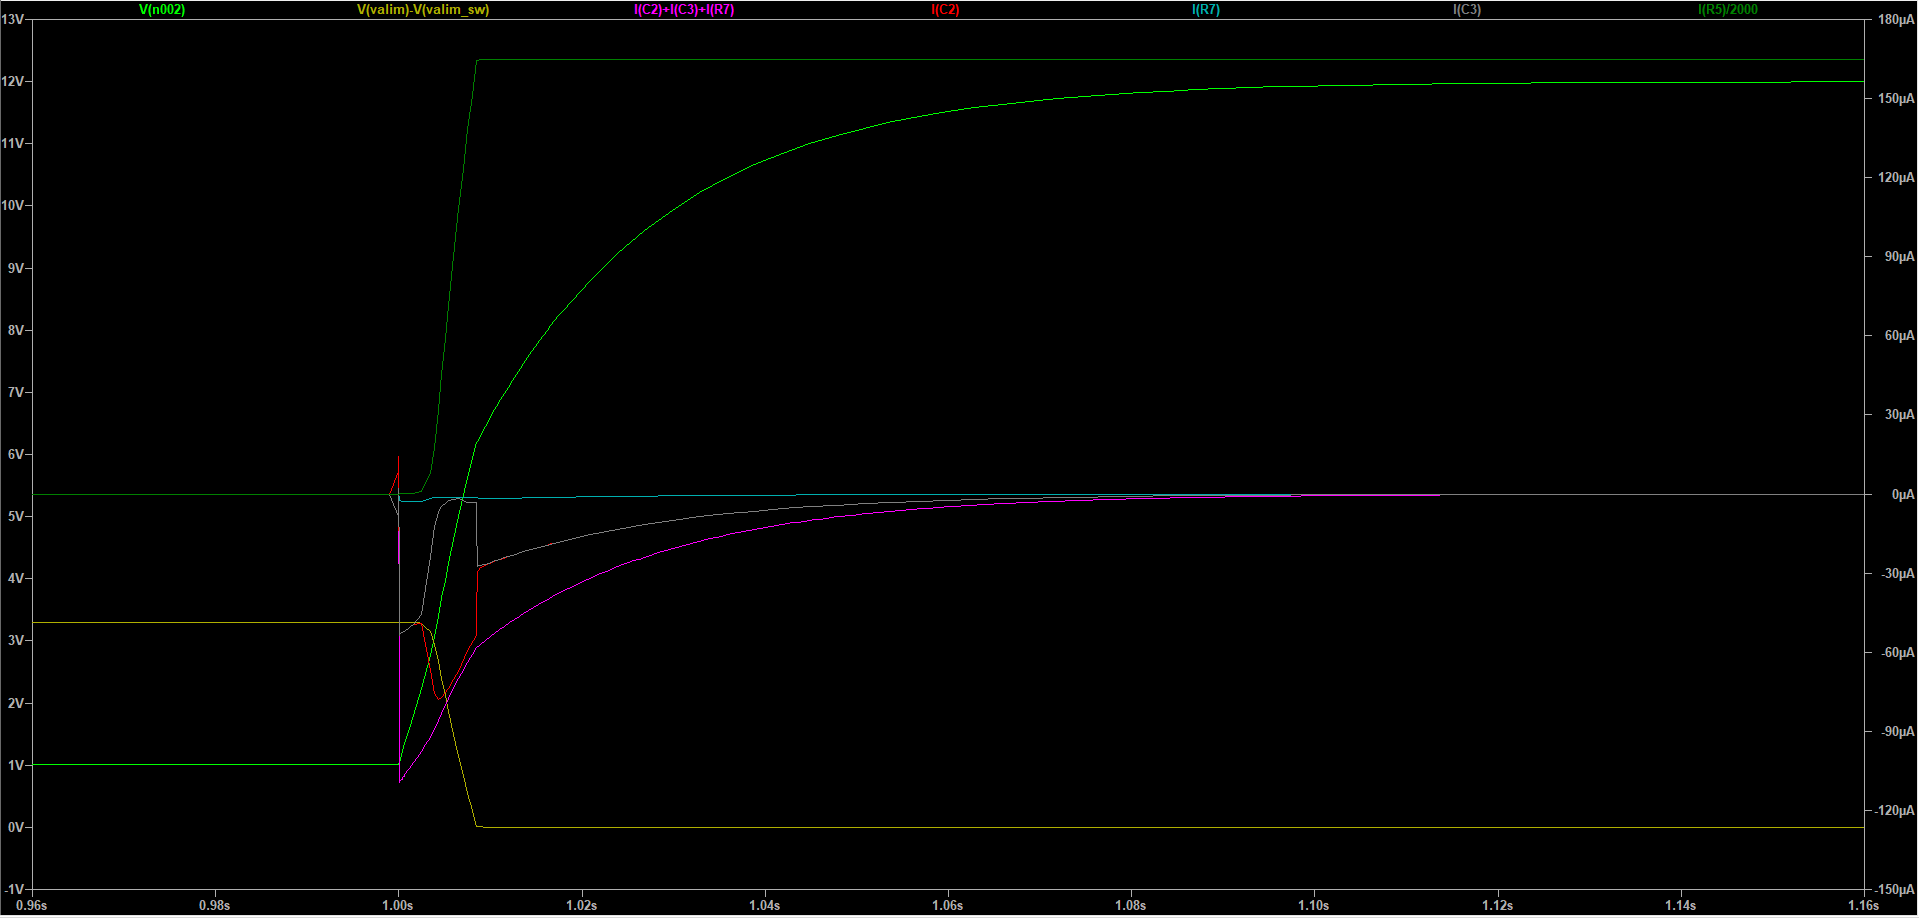 V(n002) V(valim)-V(valim_sw) I(C2)+I(C3)+I(R7) I(C2) I(R7) I(C3) I(R5)/2000
13V 180µA
12V
150µA
11V
120µA
10V
9V 90µA
8V
60µA
7V
30µA
6V
0µA
5V
4V -30µA
3V
-60µA
2V
-90µA
1V
-120µA
0V
-1V -150µA
0.96s 0.98s 1.00s 1.02s 1.04s 1.06s 1.08s 1.10s 1.12s 1.14s 1.16s